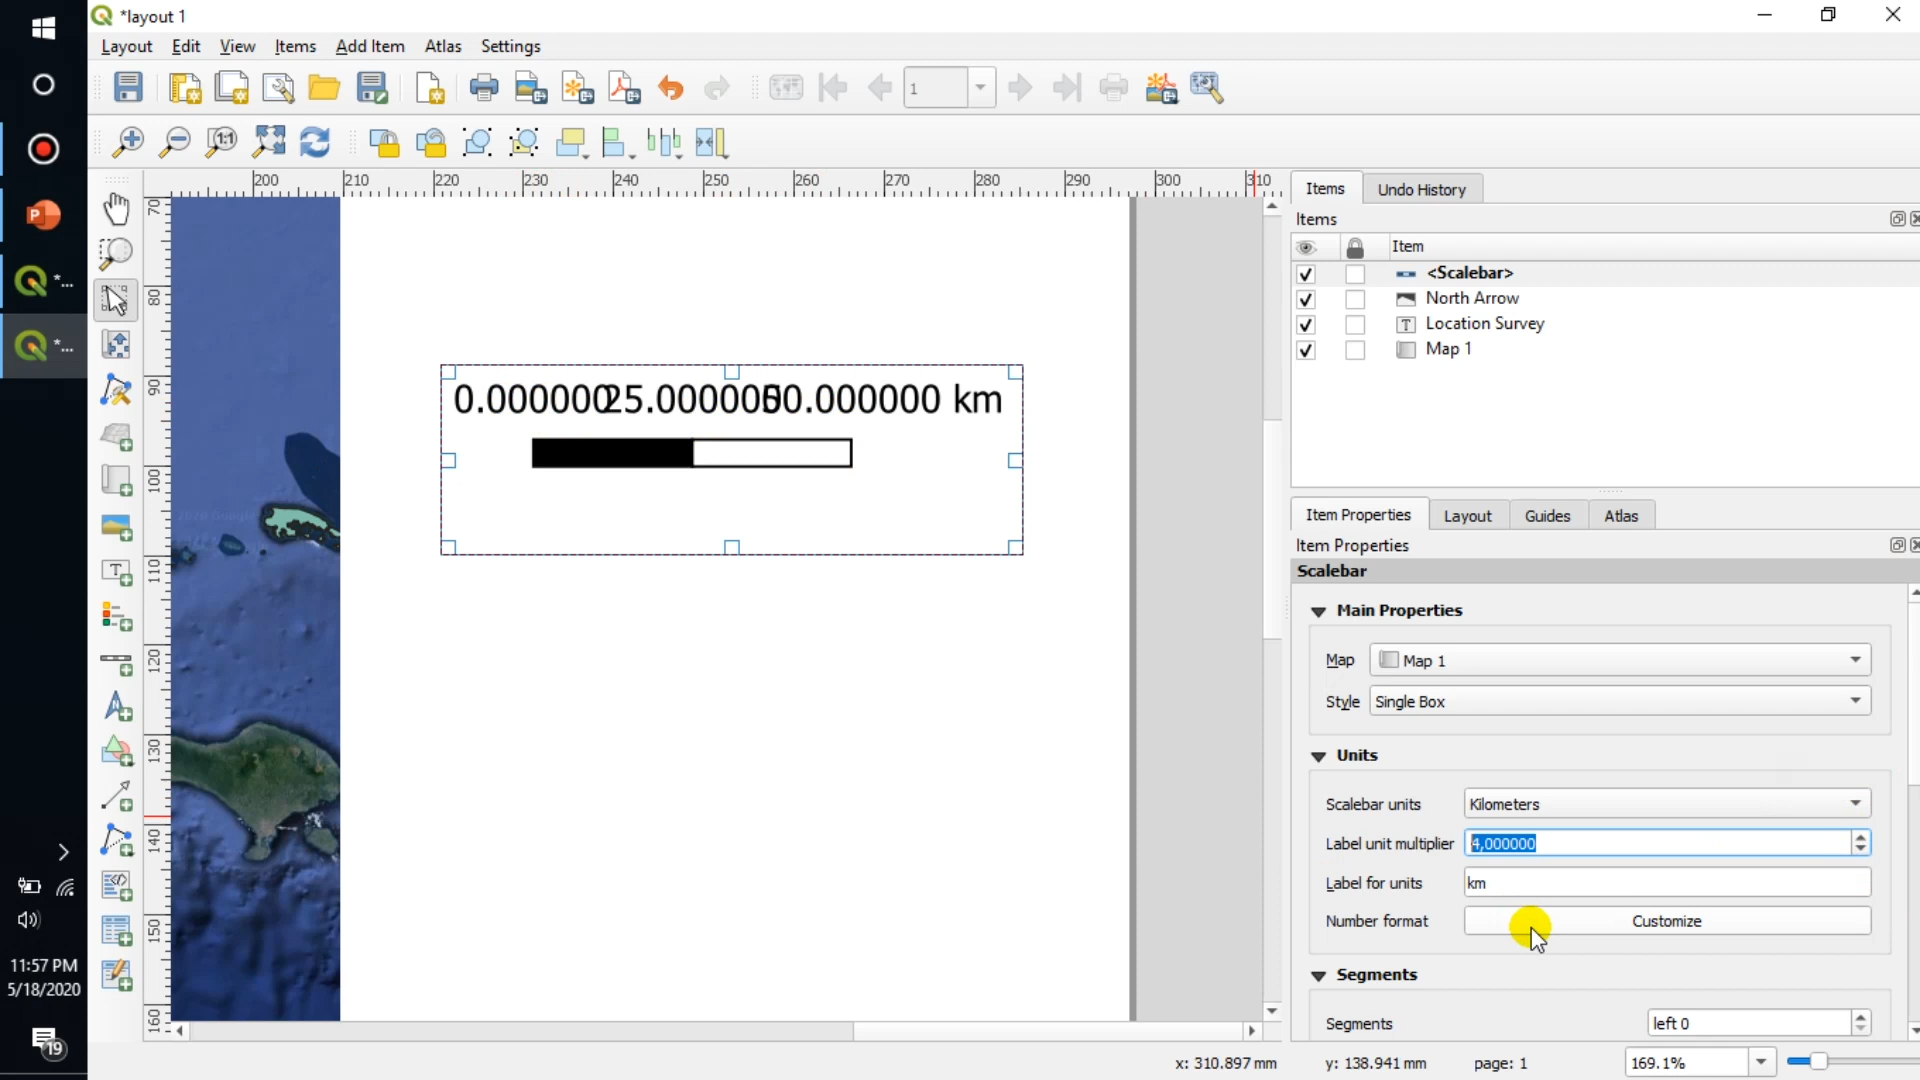 *layout 1
Layout Edit View Items Add Item Atlas Settings
1
200 210 220 230 240 250 260 270 280 290 300 310
70
80
90
100
110
120
130
140
150
160
0.000000 25.000000 50.000000 km
Items Undo History
Items
Item
<Scalebar>
North Arrow
Location Survey
Map 1
Item Properties Layout Guides Atlas
Item Properties
Scalebar
Main Properties
Map Map 1
Style Single Box
Units
Scalebar units Kilometers
Label unit multiplier 4,000000
Label for units km
Number format Customize
Segments
Segments left 0
x: 310.897 mm y: 138.941 mm page: 1 169.1%
*...
*...
11:57 PM
5/18/2020
19